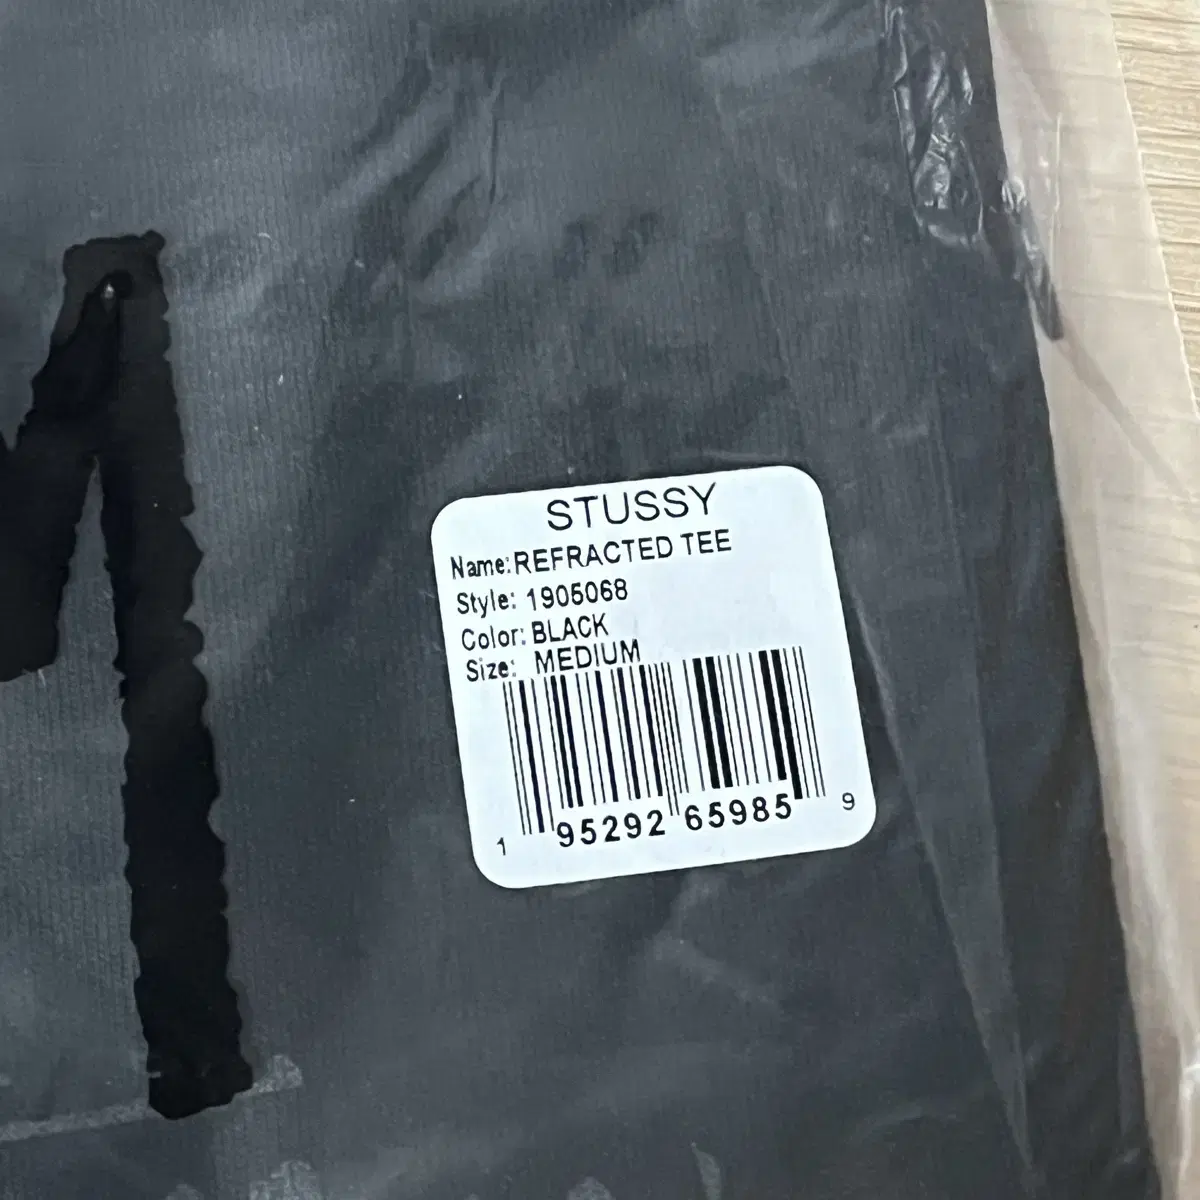 M
STUSSY
Name:REFRACTED TEE
Style: 1905068
Color: BLACK
Size: MEDIUM
1 95292 65985 9